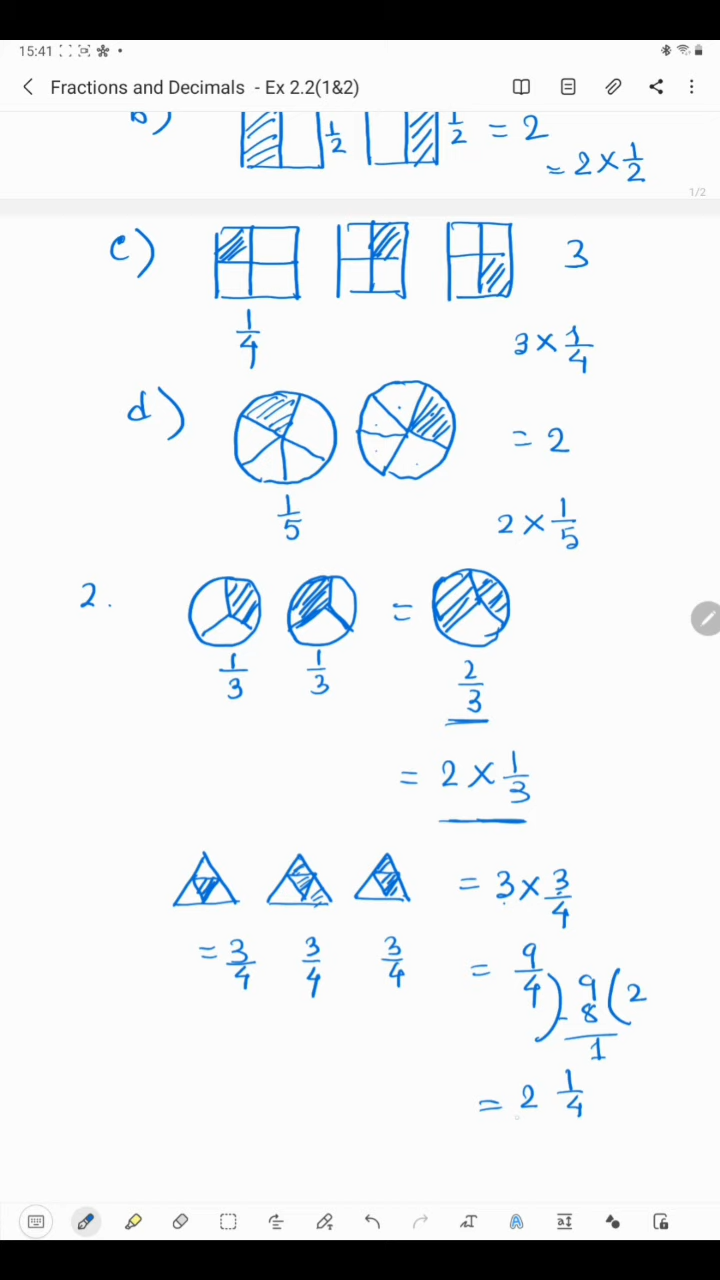 15:41
Fractions and Decimals - Ex 2.2(1&2)
b) 1/2 1/2 = 2
= 2 × 1/2
1/2
c) 3
1/4 3 × 1/4
d) = 2
1/5 2 × 1/5
2. =
1/3 1/3 2/3
= 2 × 1/3
= 3 × 3/4
= 3/4 3/4 3/4 = 9/4 ) 9 ( 2
- 8
1
= 2 1/4